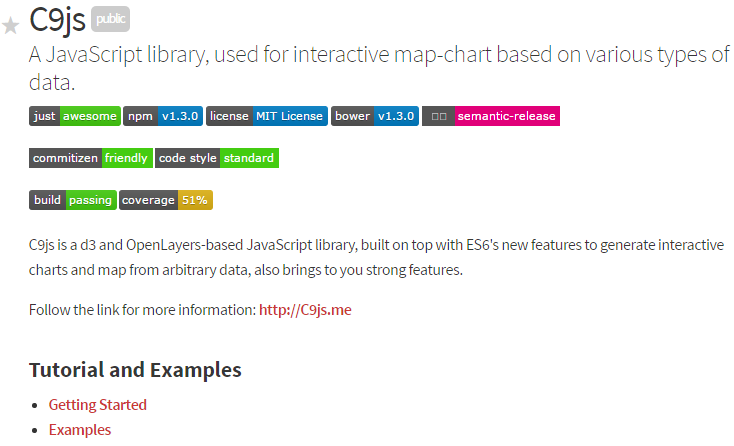 C9js public
A JavaScript library, used for interactive map-chart based on various types of
data.
just awesome npm v1.3.0 license MIT License bower v1.3.0 semantic-release
commitizen friendly code style standard
build passing coverage 51%
C9js is a d3 and OpenLayers-based JavaScript library, built on top with ES6's new features to generate interactive
charts and map from arbitrary data, also brings to you strong features.
Follow the link for more information: http://C9js.me
Tutorial and Examples
• Getting Started
• Examples